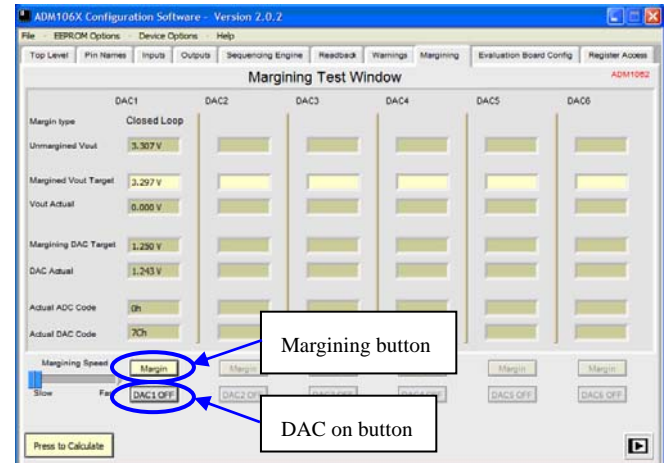 ADM106X Configuration Software - Version 2.0.2
File EEPROM Options Device Options Help
Top Level Pin Names Inputs Outputs Sequencing Engine Readback Warnings Margining Evaluation Board Config Register Access
Margining Test Window
ADM1062
DAC1 DAC2 DAC3 DAC4 DAC5 DAC6
Margin type Closed Loop
Unmargined Vout 3.307 V
Margined Vout Target 3.297 V
Vout Actual 0.000 V
Margining DAC Target 1.250 V
DAC Actual 1.243 V
Actual ADC Code 0h
Actual DAC Code 7Ch
Margining button
Margining Speed Margin Margin Margin Margin
Slow Fast DAC1 OFF DAC2 OFF DAC5 OFF DAC6 OFF
DAC on button
Press to Calculate